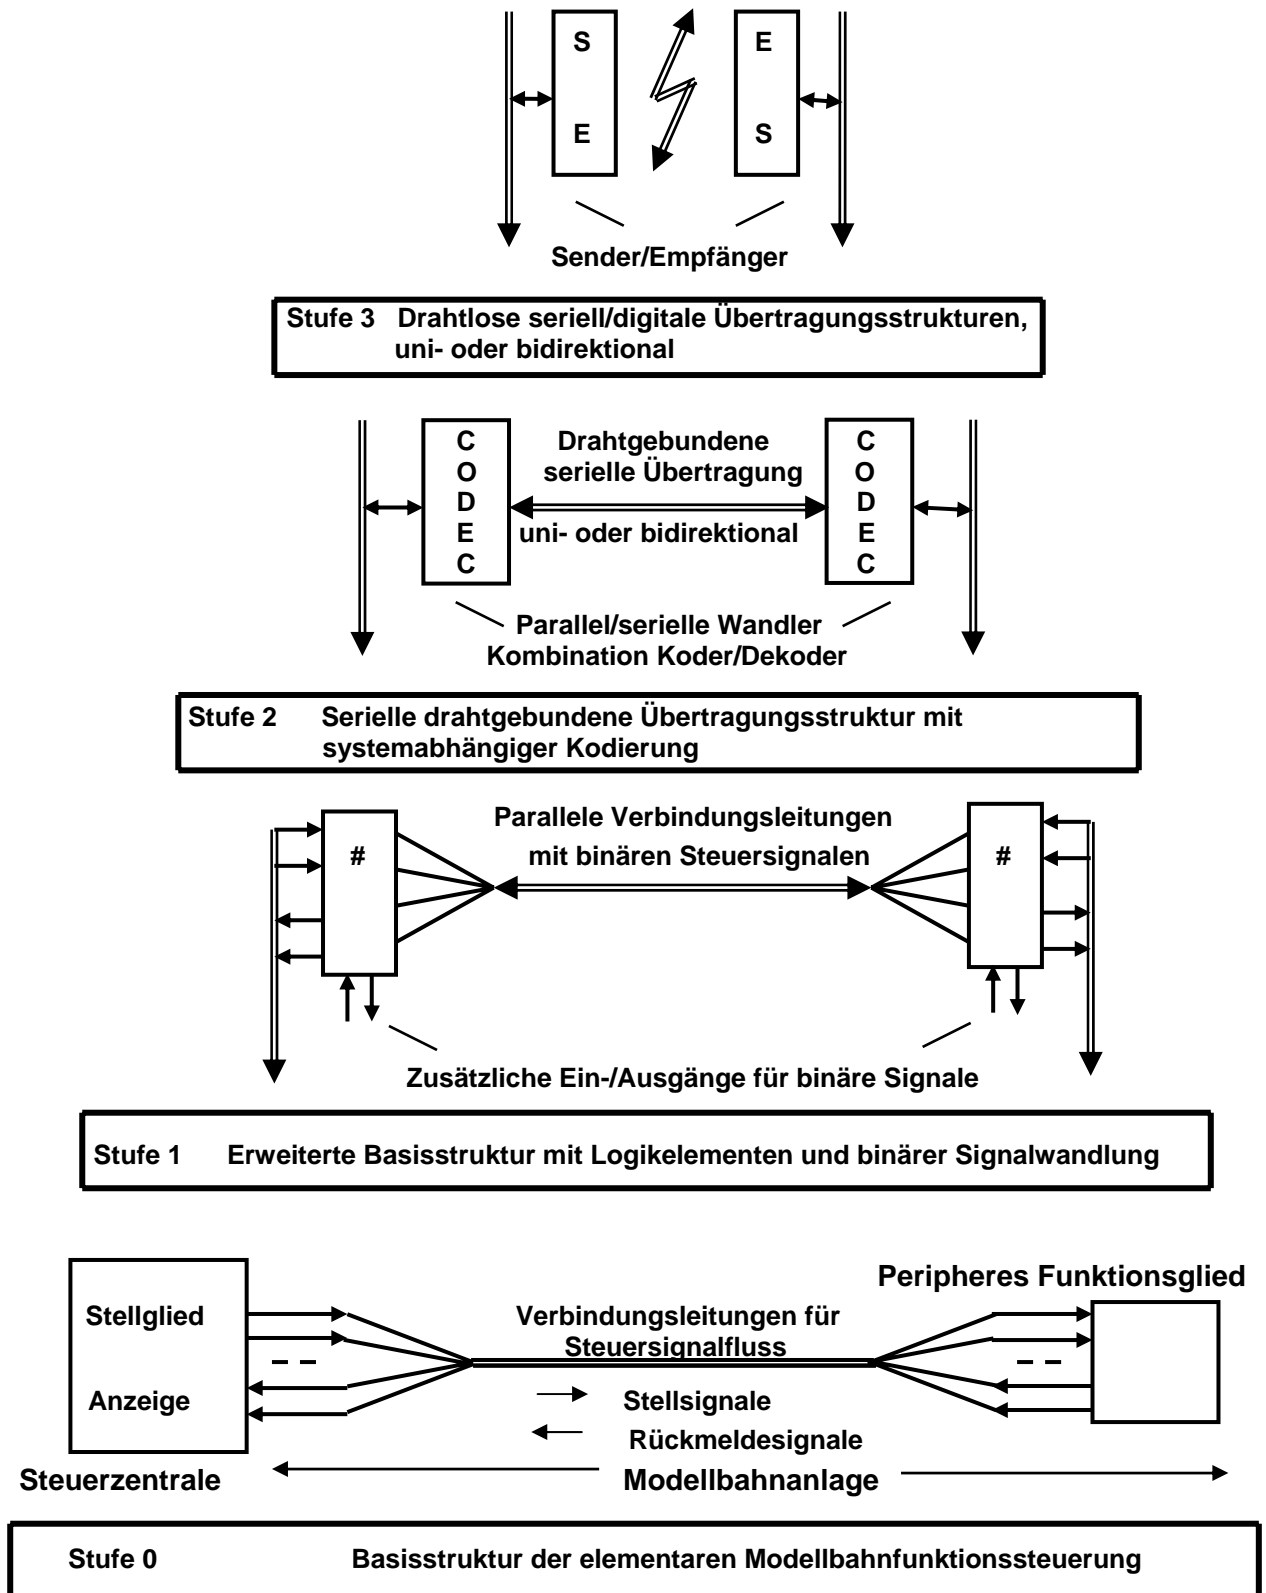 S
E
E
S
Sender/Empfänger
Stufe 3 Drahtlose seriell/digitale Übertragungsstrukturen,
uni- oder bidirektional
C
O
D
E
C
Drahtgebundene
serielle Übertragung
uni- oder bidirektional
C
O
D
E
C
Parallel/serielle Wandler
Kombination Koder/Dekoder
Stufe 2 Serielle drahtgebundene Übertragungsstruktur mit
systemabhängiger Kodierung
#
Parallele Verbindungsleitungen
mit binären Steuersignalen
#
Zusätzliche Ein-/Ausgänge für binäre Signale
Stufe 1 Erweiterte Basisstruktur mit Logikelementen und binärer Signalwandlung
Peripheres Funktionsglied
Stellglied
Verbindungsleitungen für
Steuersignalfluss
Anzeige
Stellsignale
Rückmeldesignale
Steuerzentrale
Modellbahnanlage
Stufe 0 Basisstruktur der elementaren Modellbahnfunktionssteuerung